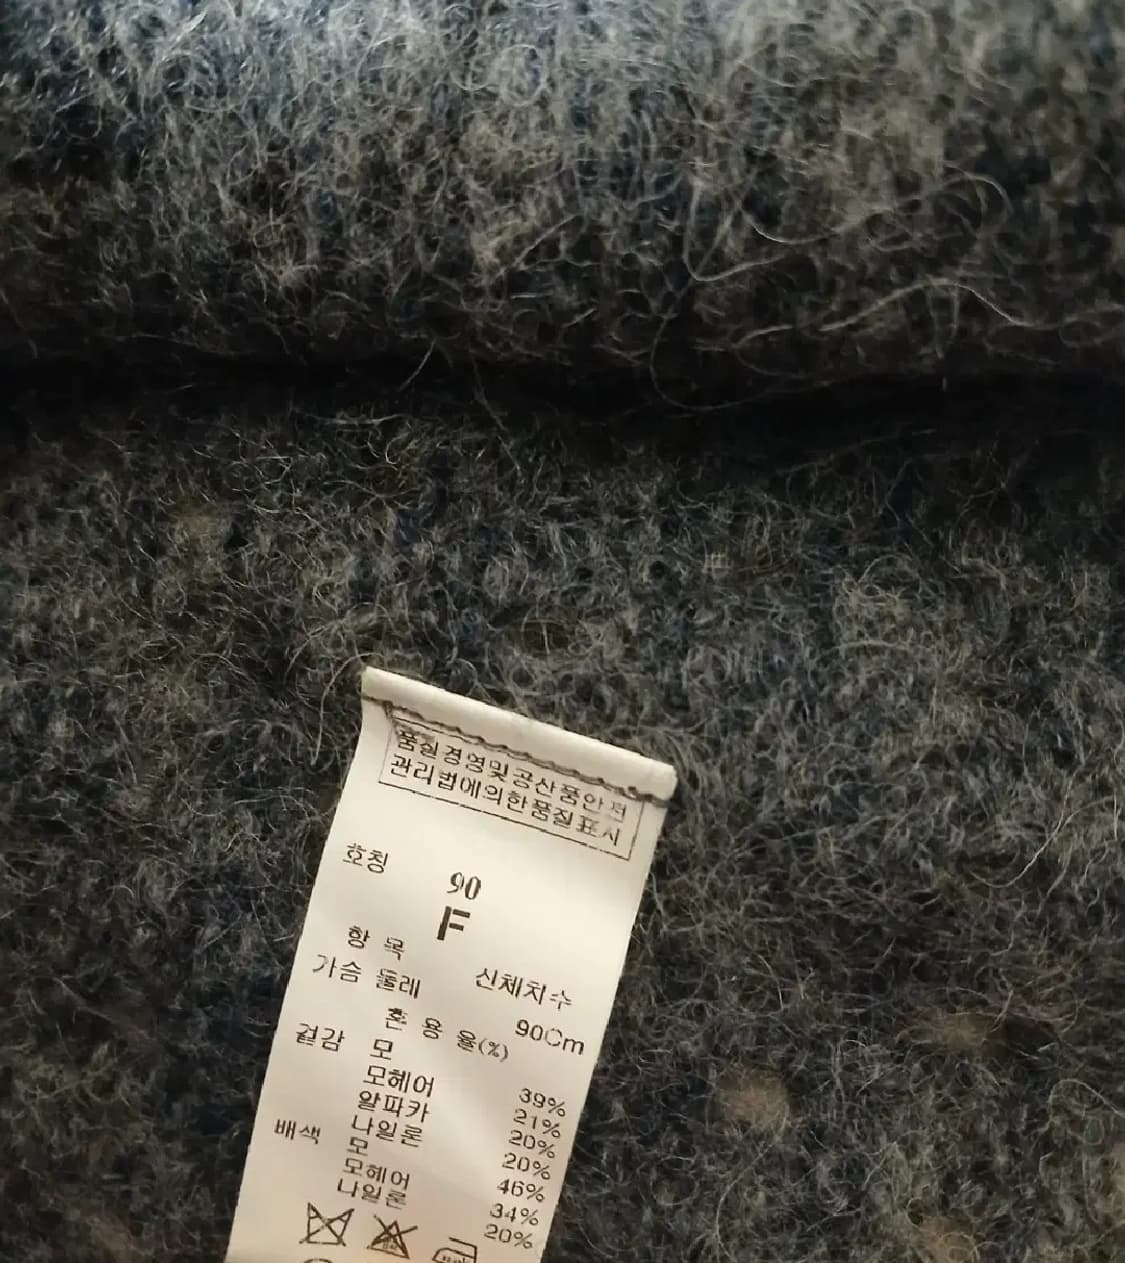 품질경영및공산품안전
관리법에의한품질표시
호칭 90
F
항 목 신체치수
가슴 둘레 90Cm
혼 용 율(%)
겉감 모 39%
모헤어 21%
알파카 20%
나일론 20%
배색 모 46%
모헤어 34%
나일론 20%